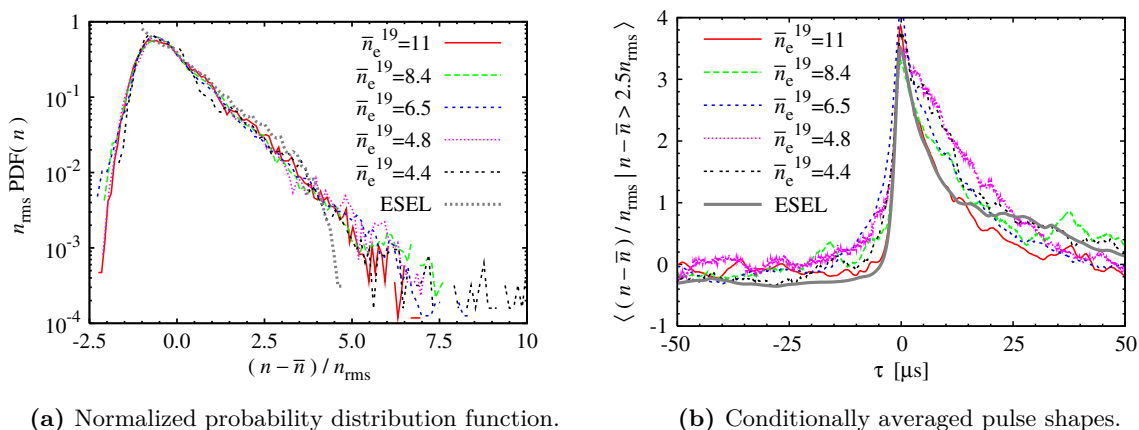 n_rms PDF( n )
1
10^-1
10^-2
10^-3
10^-4
-2.5 0.0 2.5 5.0 7.5 10
( n - n̅ ) / n_rms
n̅_e^19=11
n̅_e^19=8.4
n̅_e^19=6.5
n̅_e^19=4.8
n̅_e^19=4.4
ESEL
(a) Normalized probability distribution function.
⟨ ( n - n̅ ) / n_rms | n - n̅ > 2.5n_rms ⟩
4
3
2
1
0
-1
-50 -25 0 25 50
τ [μs]
n̅_e^19=11
n̅_e^19=8.4
n̅_e^19=6.5
n̅_e^19=4.8
n̅_e^19=4.4
ESEL
(b) Conditionally averaged pulse shapes.